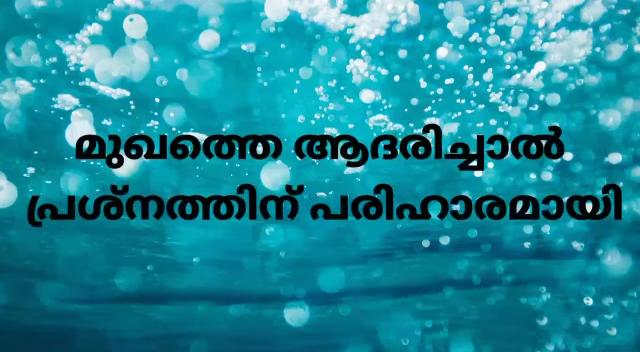 മുഖത്തെ ആദരിച്ചാൽ
പ്രശ്നത്തിന് പരിഹാരമായി